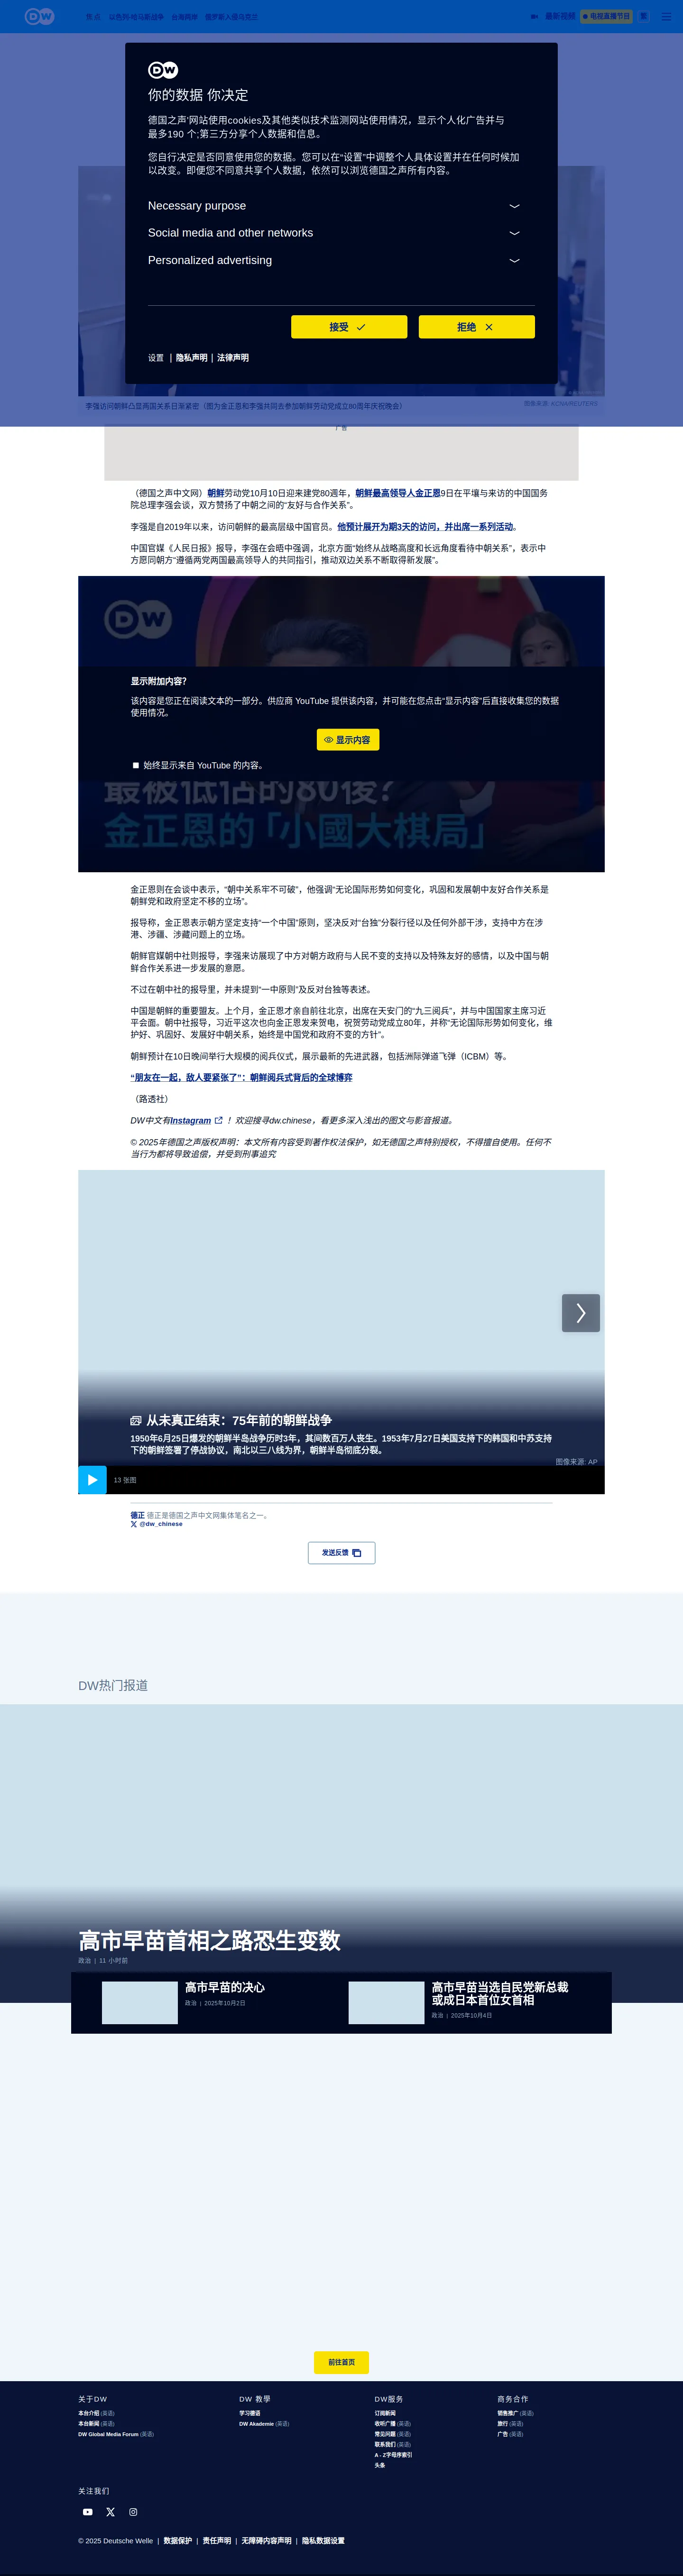 DW
焦点 以色列-哈马斯战争 台海两岸 俄罗斯入侵乌克兰
最新视频 电视直播节目 繁
DW
你的数据 你决定
德国之声'网站使用cookies及其他类似技术监测网站使用情况，显示个人化广告并与
最多190 个;第三方分享个人数据和信息。
您自行决定是否同意使用您的数据。您可以在“设置”中调整个人具体设置并在任何时候加
以改变。即便您不同意共享个人数据，依然可以浏览德国之声所有内容。
Necessary purpose
Social media and other networks
Personalized advertising
接受 拒绝
设置 | 隐私声明 | 法律声明
李强访问朝鲜凸显两国关系日渐紧密（图为金正恩和李强共同去参加朝鲜劳动党成立80周年庆祝晚会）
图像来源: KCNA/REUTERS
广告
（德国之声中文网）朝鲜劳动党10月10日迎来建党80週年，朝鲜最高领导人金正恩9日在平壤与来访的中国国务
院总理李强会谈，双方赞扬了中朝之间的“友好与合作关系”。
李强是自2019年以来，访问朝鲜的最高层级中国官员。他预计展开为期3天的访问，并出席一系列活动。
中国官媒《人民日报》报导，李强在会晤中强调，北京方面“始终从战略高度和长远角度看待中朝关系”，表示中
方愿同朝方“遵循两党两国最高领导人的共同指引，推动双边关系不断取得新发展”。
DW
显示附加内容?
该内容是您正在阅读文本的一部分。供应商 YouTube 提供该内容，并可能在您点击“显示内容”后直接收集您的数据
使用情况。
显示内容
始终显示来自 YouTube 的内容。
最被低估的80後?
金正恩的「小國大棋局」
金正恩则在会谈中表示，“朝中关系牢不可破”，他强调“无论国际形势如何变化，巩固和发展朝中友好合作关系是
朝鲜党和政府坚定不移的立场”。
报导称，金正恩表示朝方坚定支持“一个中国”原则，坚决反对“台独”分裂行径以及任何外部干涉，支持中方在涉
港、涉疆、涉藏问题上的立场。
朝鲜官媒朝中社则报导，李强来访展现了中方对朝方政府与人民不变的支持以及特殊友好的感情，以及中国与朝
鲜合作关系进一步发展的意愿。
不过在朝中社的报导里，并未提到“一中原则”及反对台独等表述。
中国是朝鲜的重要盟友。上个月，金正恩才亲自前往北京，出席在天安门的“九三阅兵”，并与中国国家主席习近
平会面。朝中社报导，习近平这次也向金正恩发来贺电，祝贺劳动党成立80年，并称“无论国际形势如何变化，维
护好、巩固好、发展好中朝关系，始终是中国党和政府不变的方针”。
朝鲜预计在10日晚间举行大规模的阅兵仪式，展示最新的先进武器，包括洲际弹道飞弹（ICBM）等。
“朋友在一起，敌人要紧张了”：朝鲜阅兵式背后的全球博弈
（路透社）
DW中文有Instagram ！欢迎搜寻dw.chinese，看更多深入浅出的图文与影音报道。
© 2025年德国之声版权声明：本文所有内容受到著作权法保护，如无德国之声特别授权，不得擅自使用。任何不
当行为都将导致追偿，并受到刑事追究
从未真正结束：75年前的朝鲜战争
1950年6月25日爆发的朝鲜半岛战争历时3年，其间数百万人丧生。1953年7月27日美国支持下的韩国和中苏支持
下的朝鲜签署了停战协议，南北以三八线为界，朝鲜半岛彻底分裂。
图像来源: AP
13 张图
德正 德正是德国之声中文网集体笔名之一。
@dw_chinese
发送反馈
DW热门报道
高市早苗首相之路恐生变数
政治 | 11 小时前
高市早苗的决心
政治 | 2025年10月2日
高市早苗当选自民党新总裁
或成日本首位女首相
政治 | 2025年10月4日
前往首页
关于DW
本台介绍 (英语)
本台新闻 (英语)
DW Global Media Forum (英语)
DW 教學
学习德语
DW Akademie (英语)
DW服务
订阅新闻
收听广播 (英语)
常见问题 (英语)
联系我们 (英语)
A - Z字母序索引
头条
商务合作
销售推广 (英语)
旅行 (英语)
广告 (英语)
关注我们
© 2025 Deutsche Welle | 数据保护 | 责任声明 | 无障碍内容声明 | 隐私数据设置